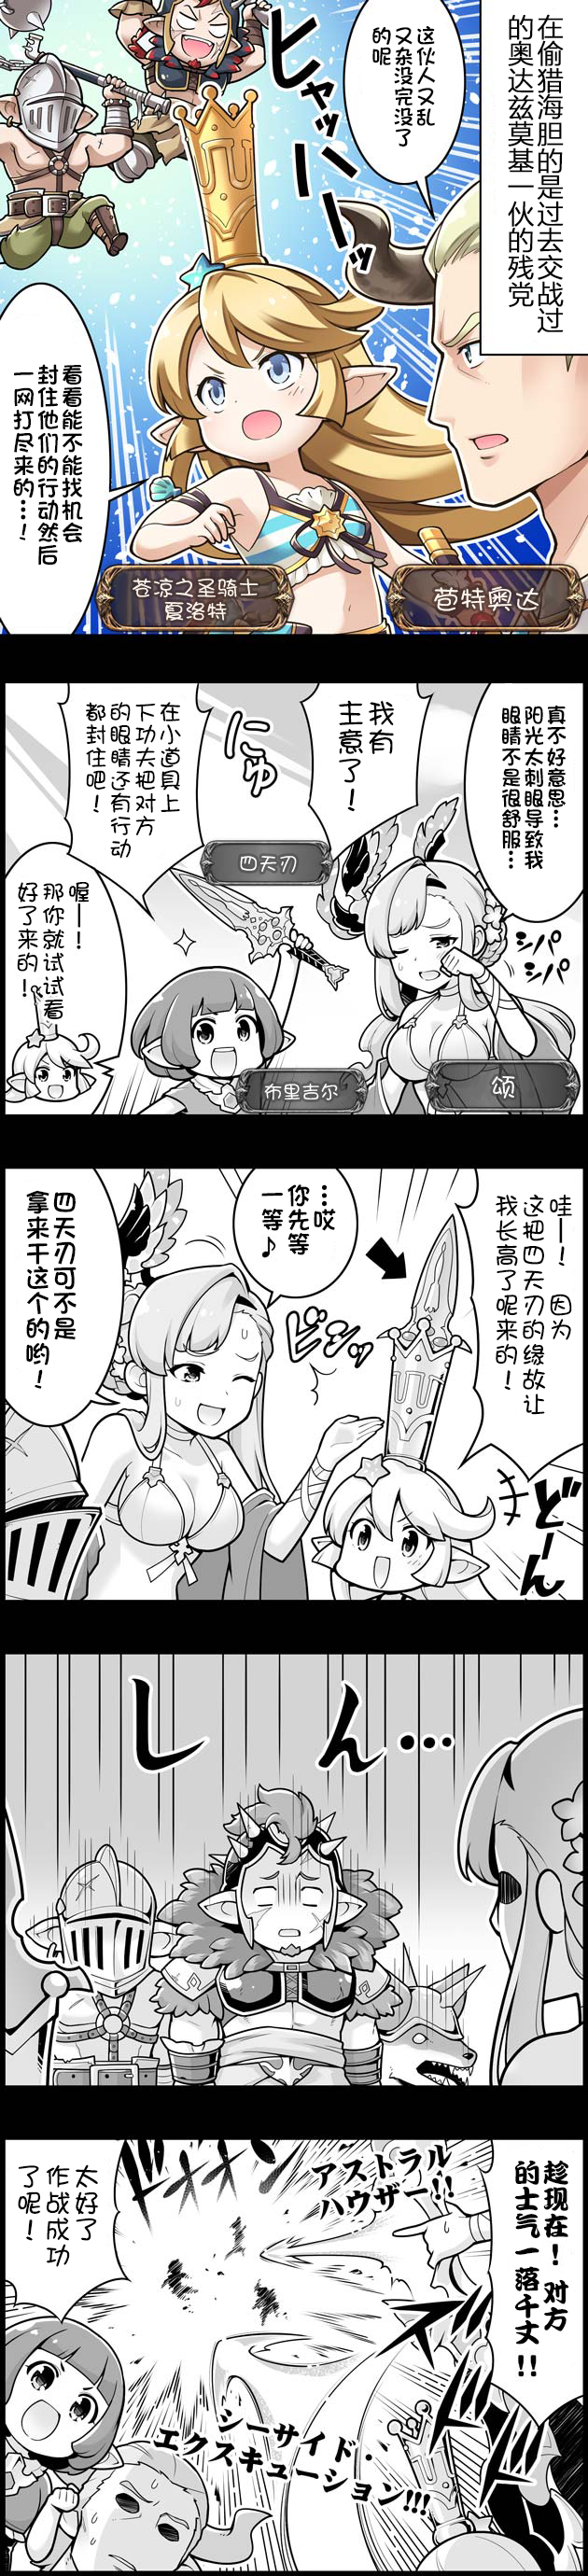 在偷猎海胆的是过去交战过
的奥达兹莫基一伙的残党
这伙人又乱
又杂没完没了
的呢
ヒャッハーッ
看看能不能找机会
封住他们的行动然后
一网打尽来的…！
苍凉之圣骑士
夏洛特
苞特奥达
真不好意思…
阳光太刺眼导致我
眼睛不是很舒服…
シパ
シパ
我有
主意了！
にゅ
在小道具上
下功夫把对方
的眼睛还有行动
都封住吧！
四天刃
喔ー！
那你就试试看
好了来的！
布里吉尔
颂
哇ー！因为
这把四天刃的缘故让
我长高了呢来的！
どーん
…哎
你先等
一等♪
ビシッ
四天刃可不是
拿来干这个的哟！
しん…
趁现在！对方
的士气一落千丈！！
アストラル
ハウザー！！
ドドドド
シーサイド・
エクスキューション！！！
太好了
作战成功
了呢！